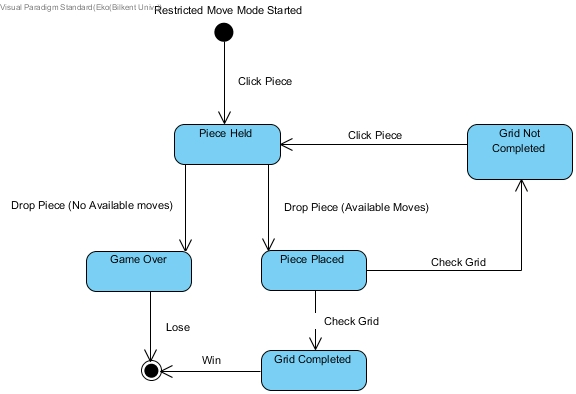 Visual Paradigm Standard(Eko(Bilkent Univ.
Restricted Move Mode Started
Click Piece
Piece Held
Click Piece
Grid Not
Completed
Drop Piece (No Available moves)
Drop Piece (Available Moves)
Game Over
Piece Placed
Check Grid
Lose
Check Grid
Win
Grid Completed